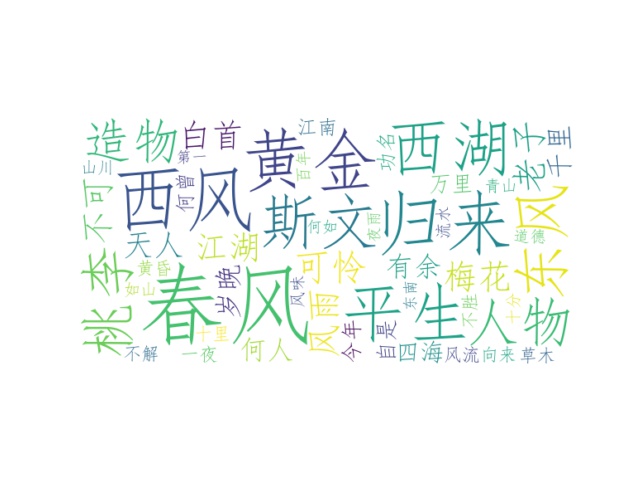 造物
白首
江南
黄金
西湖
功名
老子
千里
山川
第一
百年
不可
西风
何曾
万里
青山
斯文
何如
夜雨
归来
流水
东风
道德
天人
江湖
桃李
黄昏
如山
春风
岁晚
可怜
风味
有余
梅花
东南
平生
不胜
十分
人物
十里
风雨
今年
不解
一夜
何人
自是
四海
风流
向来
草木